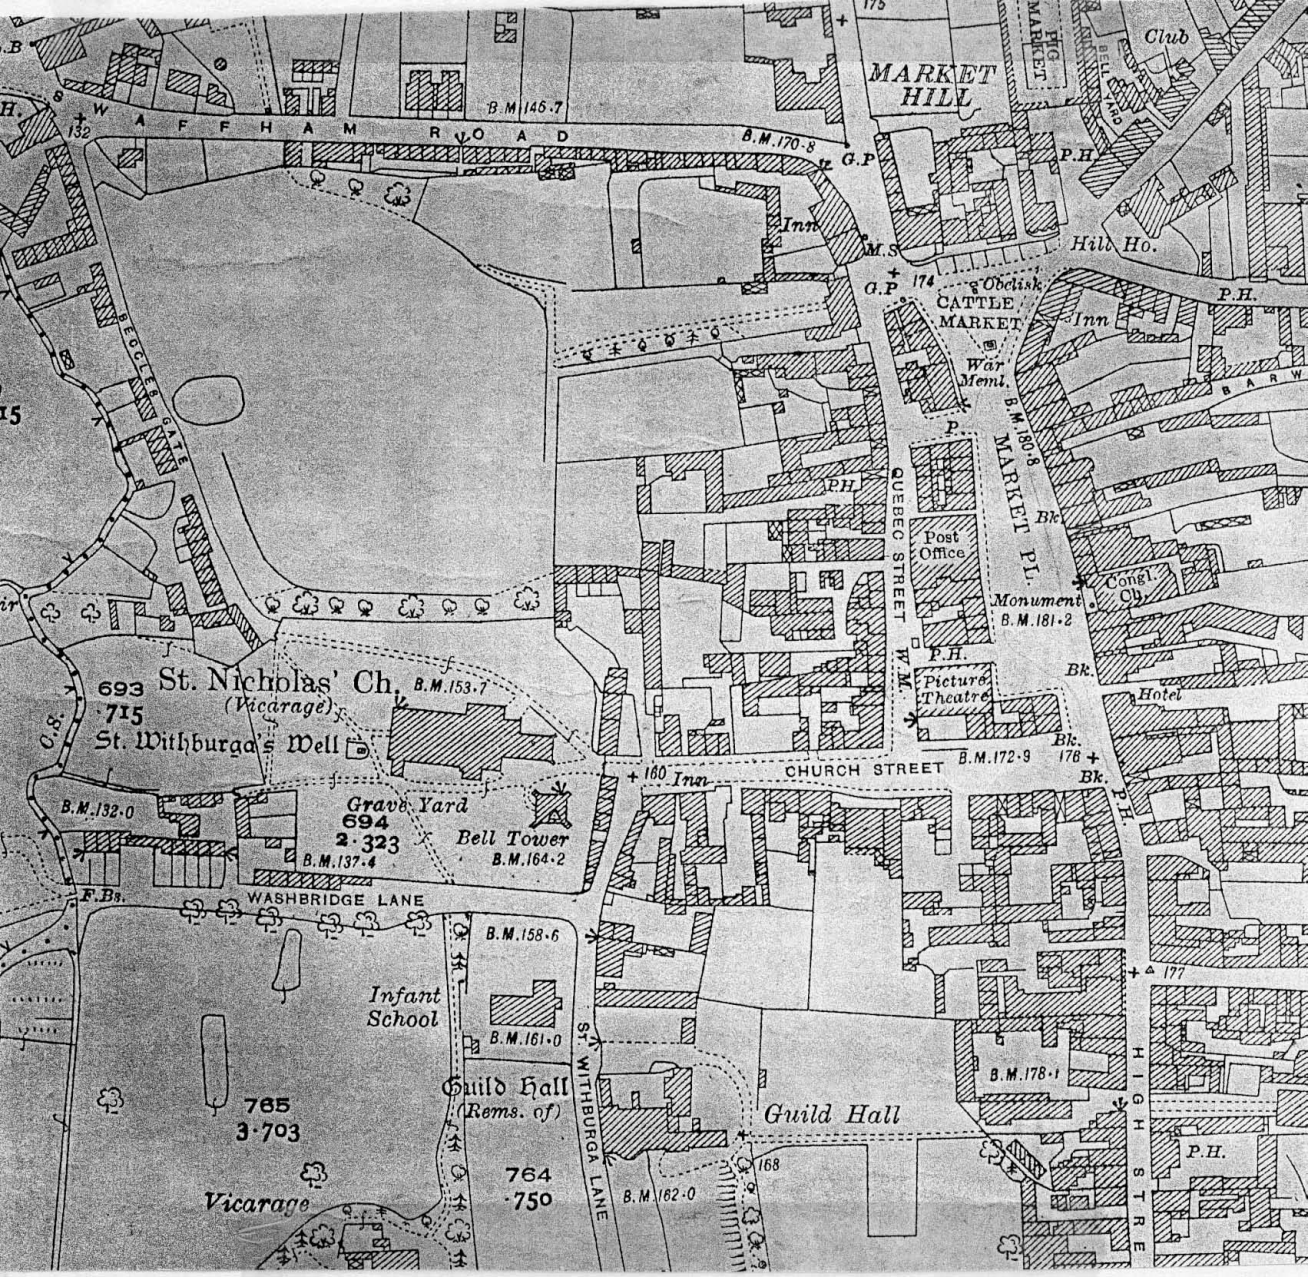 175
PIG
MARKET
Club
BELL
YARD
MARKET
HILL
.B
H.
132
SWAFFHAM ROAD
B.M.146·7
B.M.170·8
G.P
P.H.
Inn
M.S
Hill Ho.
G.P
174
Obelisk
CATTLE
MARKET
P.H.
Inn
War
Meml.
BECCLES GATE
15
BARW
B.M.180·8
P.
MARKET PL.
P.H
QUEBEC STREET
Bk
Post
Office
Congl.
Ch.
Monument
B.M.181·2
P.H.
Bk.
W.M.
Picture
Theatre
Hotel
693
·715
St. Nicholas' Ch.
(Vicarage)
B.M.153·7
St. Withburga's Well
C.S.
160
Inn
CHURCH STREET
B.M.172·9
Bk.
176
Bk.
P.H.
B.M.132·0
Grave Yard
694
2·323
B.M.137·4
Bell Tower
B.M.164·2
F.Bs.
WASHBRIDGE LANE
B.M.158·6
177
Infant
School
B.M.161·0
ST. WITHBURGA LANE
B.M.178·1
HIGH STRE
Guild Hall
(Rems. of)
Guild Hall
765
3·703
P.H.
168
764
·750
B.M.162·0
Vicarage